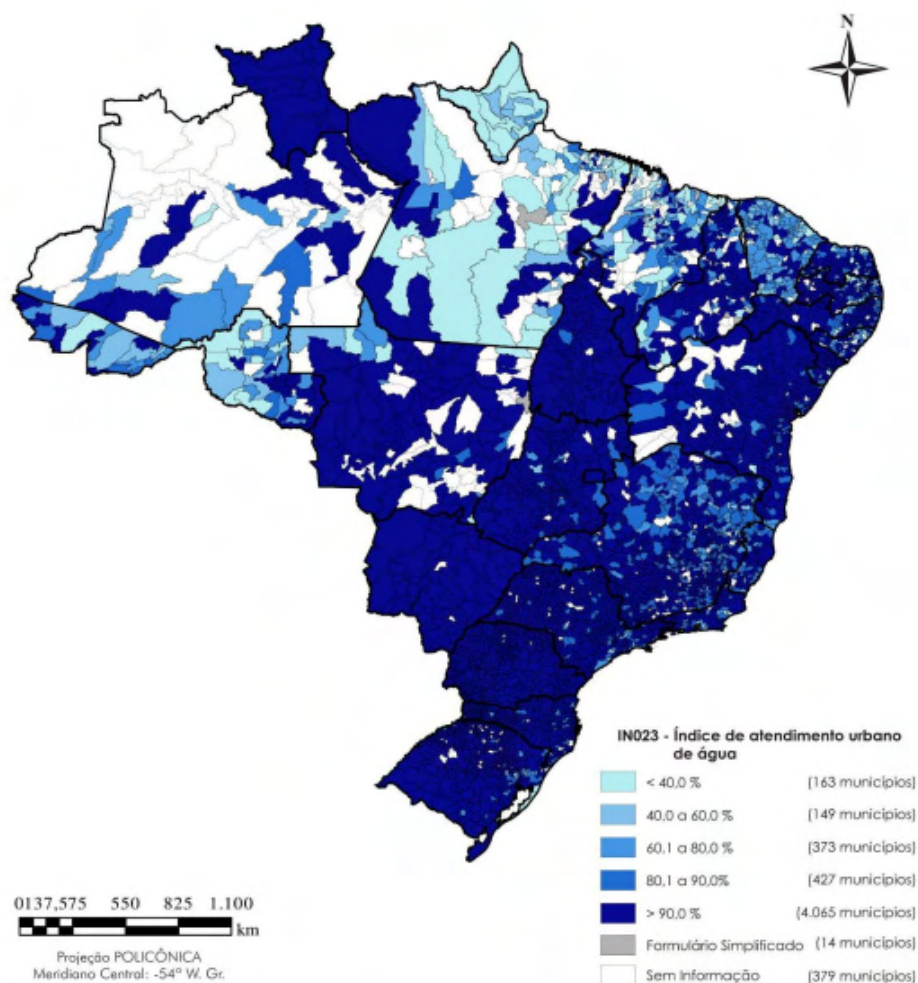 N
IN023 - Índice de atendimento urbano
de água
< 40,0 % (163 municípios)
40,0 a 60,0 % (149 municípios)
60,1 a 80,0 % (373 municípios)
80,1 a 90,0% (427 municípios)
> 90,0 % (4.065 municípios)
Formulário Simplificado (14 municípios)
Sem Informação (379 municípios)
0137,575 550 825 1.100
km
Projeção POLICÔNICA
Meridiano Central: -54º W. Gr.